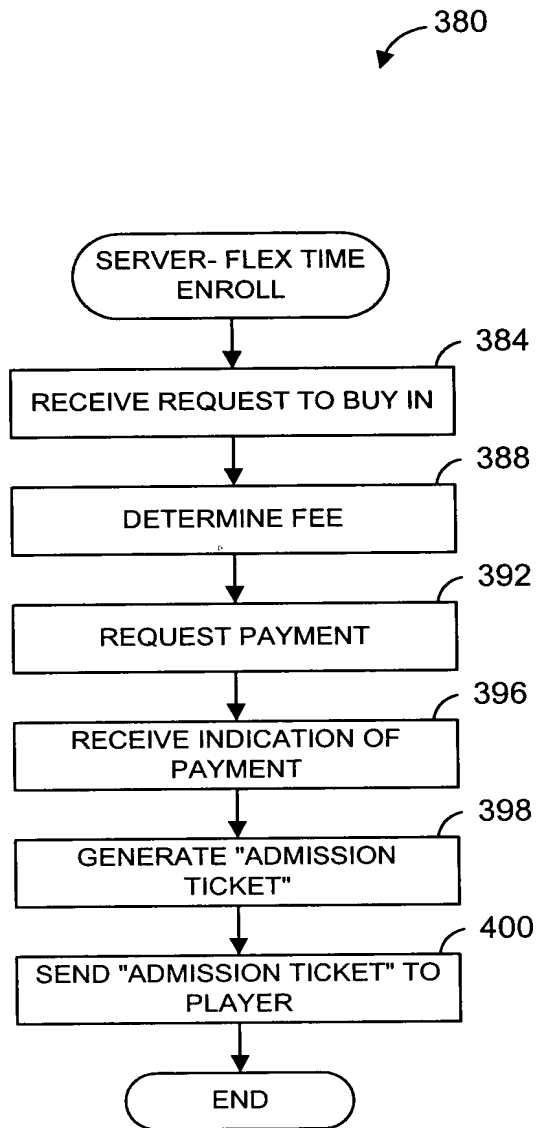 380
SERVER- FLEX TIME
ENROLL
384
RECEIVE REQUEST TO BUY IN
388
DETERMINE FEE
392
REQUEST PAYMENT
396
RECEIVE INDICATION OF
PAYMENT
398
GENERATE "ADMISSION
TICKET"
400
SEND "ADMISSION TICKET" TO
PLAYER
END